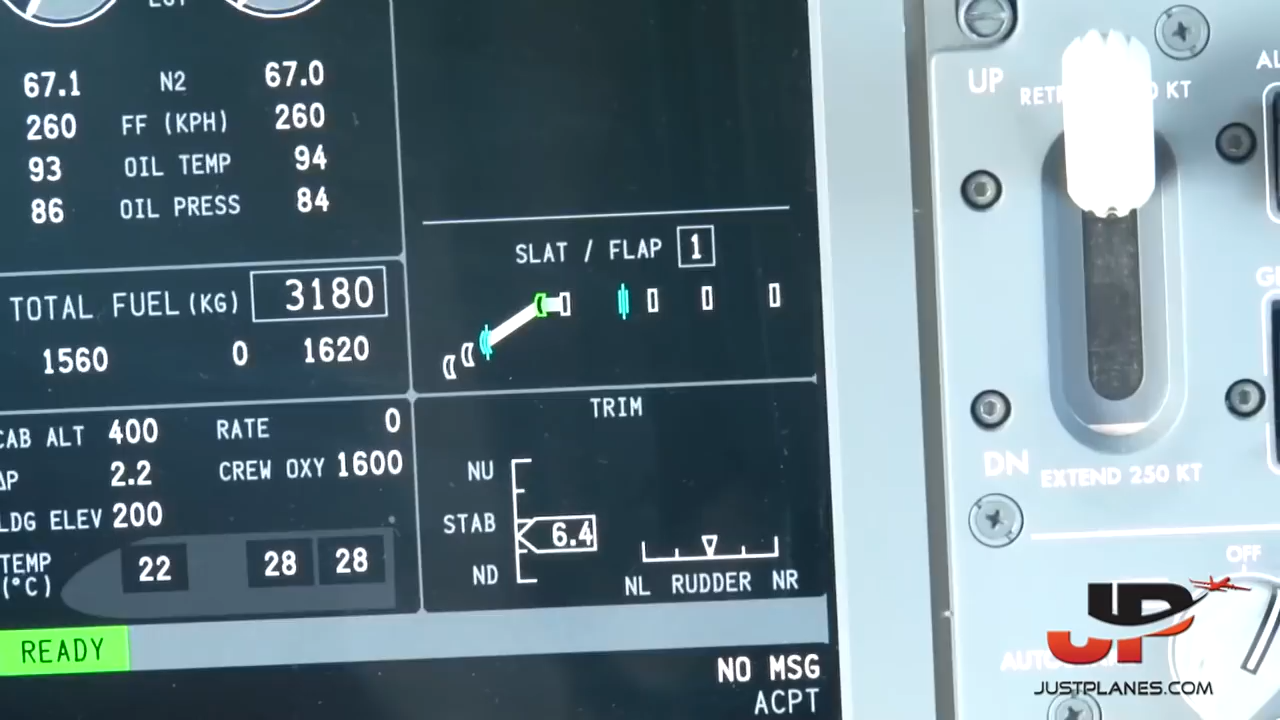 67.1 N2 67.0
260 FF (KPH) 260
93 OIL TEMP 94
86 OIL PRESS 84
TOTAL FUEL (KG) 3180
1560 0 1620
CAB ALT 400 RATE 0
ΔP 2.2 CREW OXY 1600
LDG ELEV 200
TEMP
(°C) 22 28 28
READY
SLAT / FLAP 1
TRIM
NU
STAB 6.4
ND
NL RUDDER NR
NO MSG
ACPT
UP
KT
DN
EXTEND 250 KT
OFF
JP
JUSTPLANES.COM